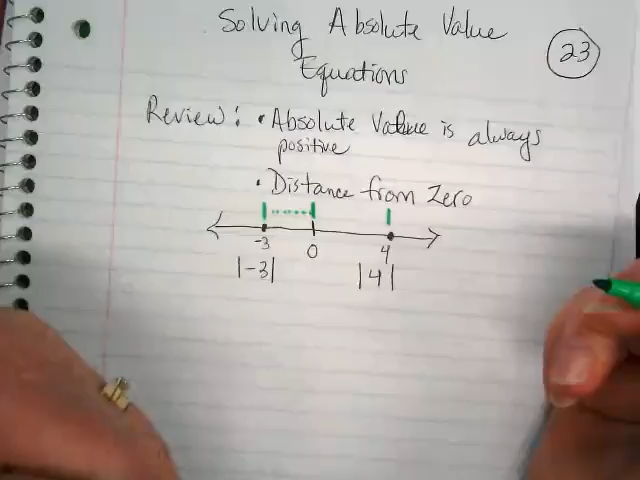 Solving Absolute Value
Equations
23
Review: • Absolute Value is always
positive
• Distance from Zero
-3 0 4
|-3| |4|